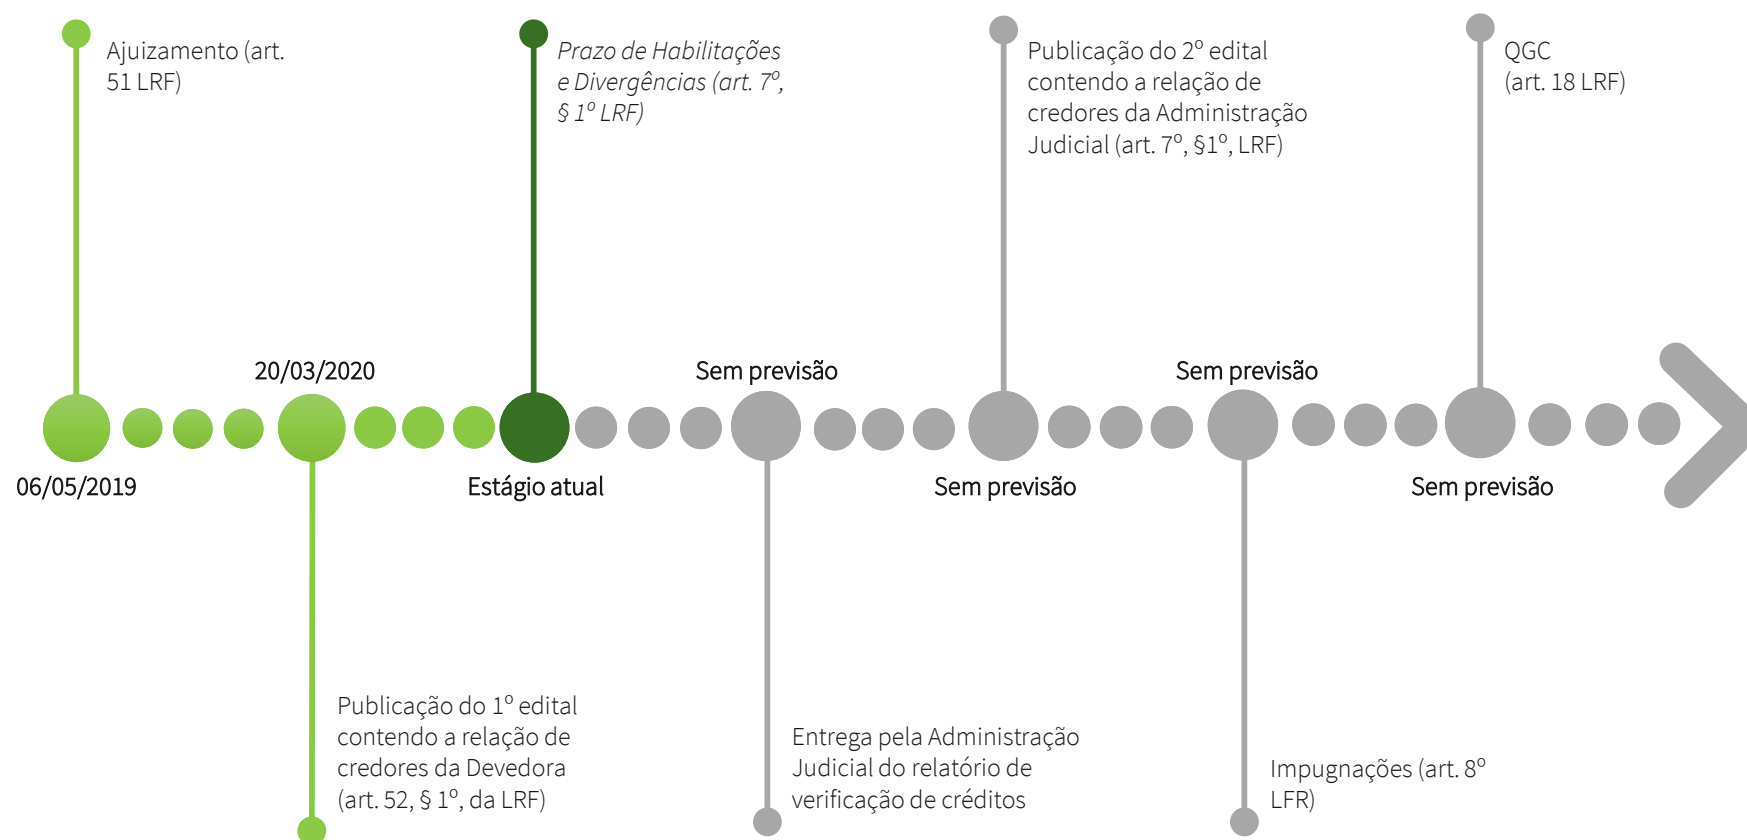 Ajuizamento (art.
51 LRF)
Prazo de Habilitações
e Divergências (art. 7º,
§ 1º LRF)
Publicação do 2º edital
contendo a relação de
credores da Administração
Judicial (art. 7º, §1º, LRF)
QGC
(art. 18 LRF)
20/03/2020
Sem previsão
Sem previsão
06/05/2019
Estágio atual
Sem previsão
Sem previsão
Publicação do 1º edital
contendo a relação de
credores da Devedora
(art. 52, § 1º, da LRF)
Entrega pela Administração
Judicial do relatório de
verificação de créditos
Impugnações (art. 8º
LFR)